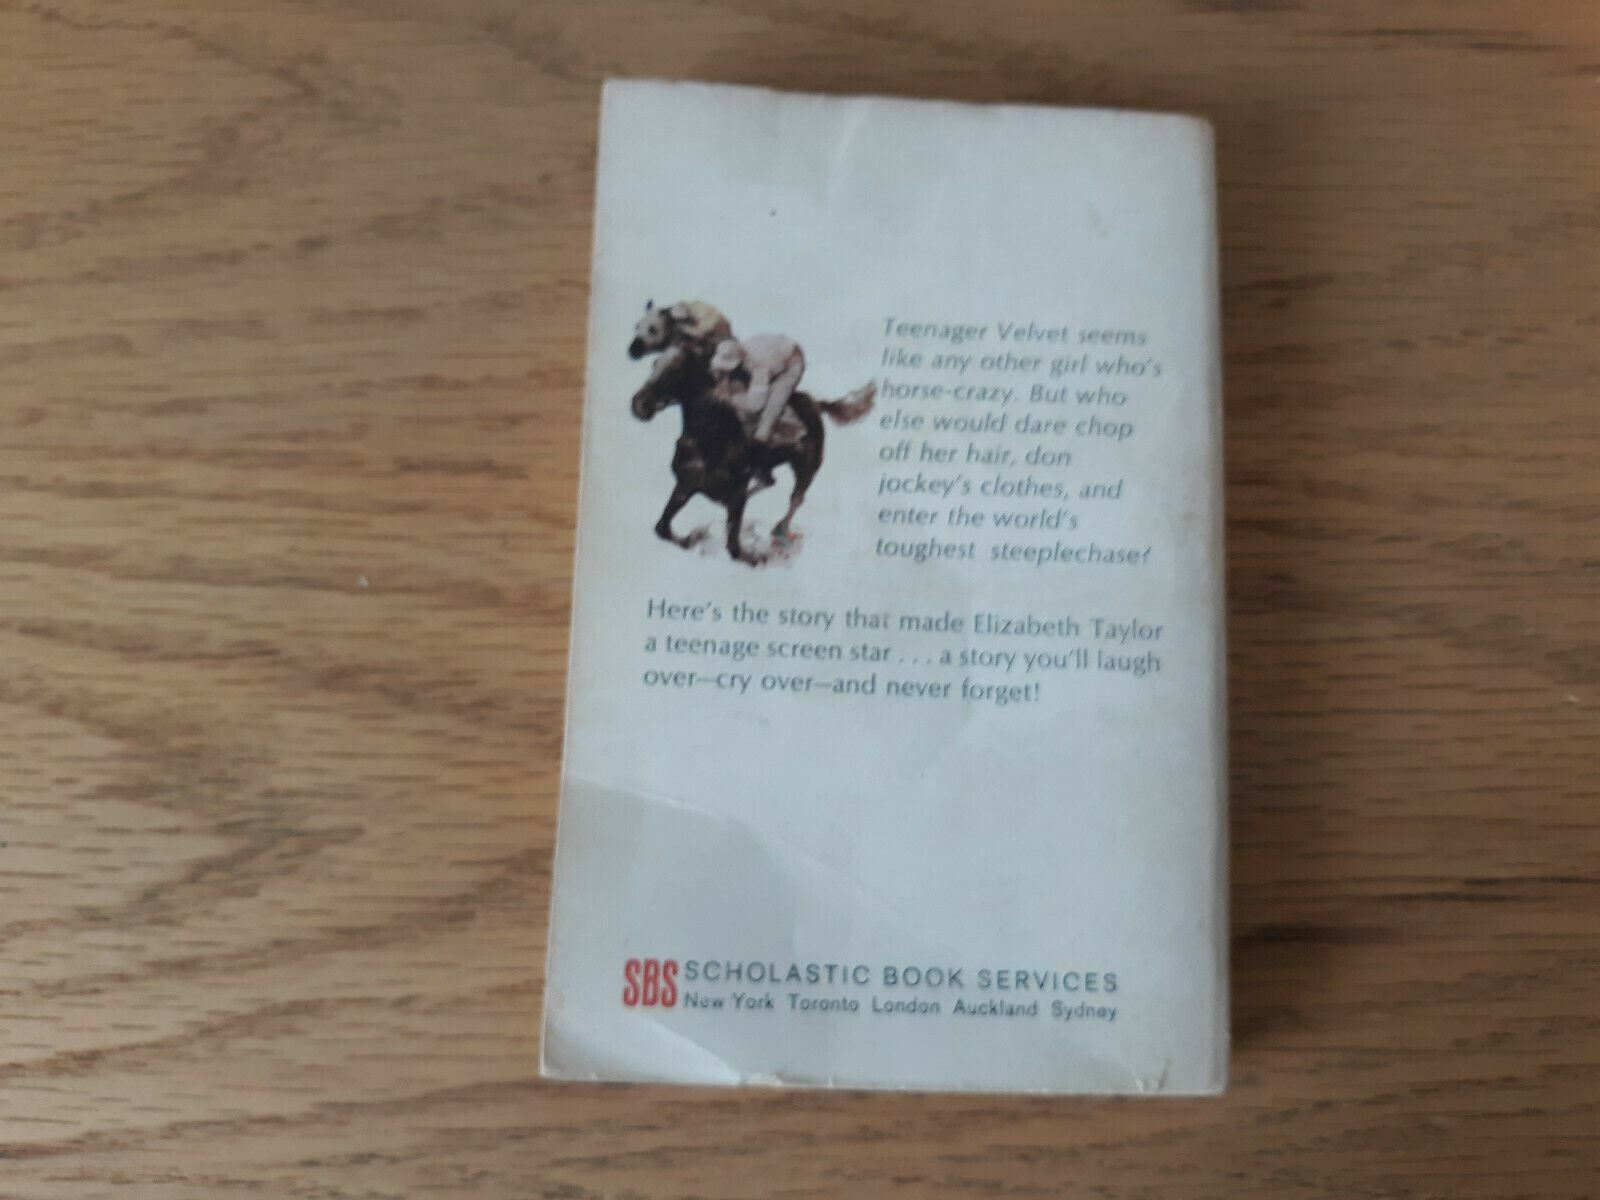 Teenager Velvet seems
like any other girl who's
horse-crazy. But who
else would dare chop
off her hair, don
jockey's clothes, and
enter the world's
toughest steeplechase?
Here's the story that made Elizabeth Taylor
a teenage screen star . . . a story you'll laugh
over—cry over—and never forget!
SBS SCHOLASTIC BOOK SERVICES
New York Toronto London Auckland Sydney